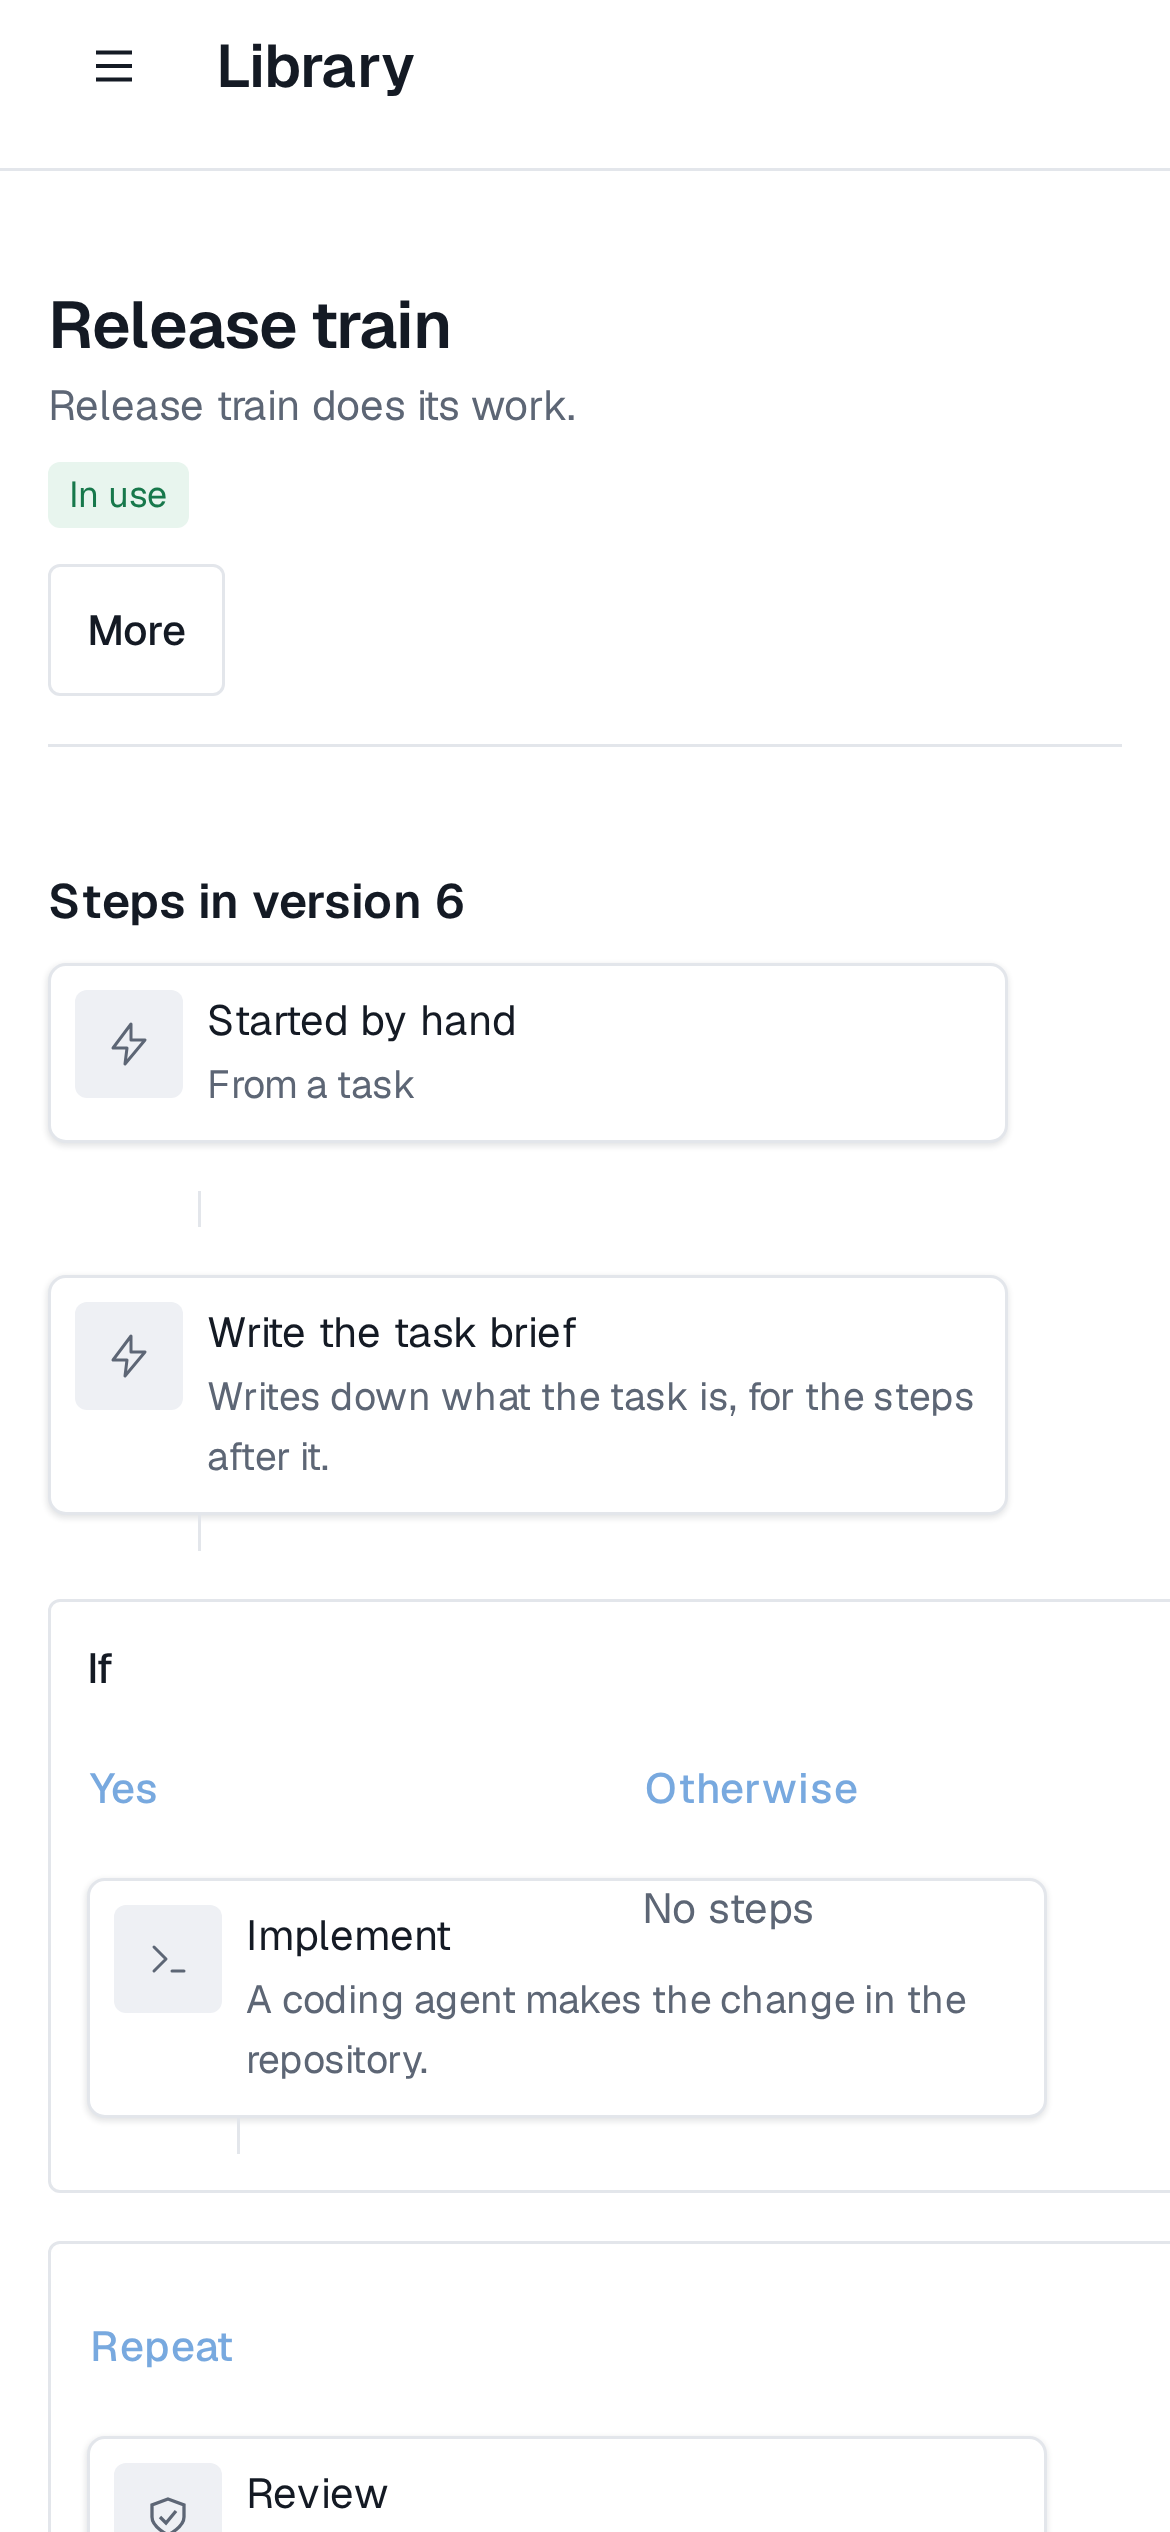 Library
Release train
Release train does its work.
In use
More
Steps in version 6
Started by hand
From a task
Write the task brief
Writes down what the task is, for the steps
after it.
If
Yes
Otherwise
No steps
Implement
A coding agent makes the change in the
repository.
Repeat
Review